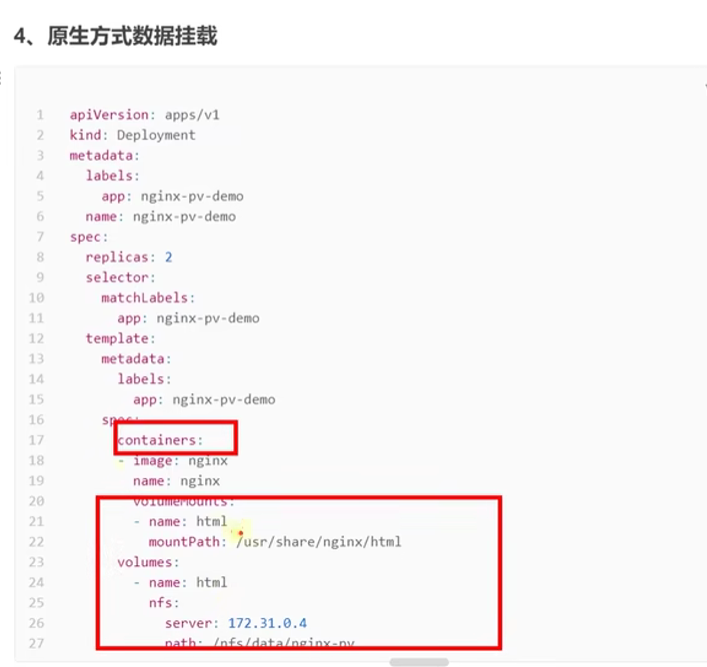 4、原生方式数据挂载
1 apiVersion: apps/v1
2 kind: Deployment
3 metadata:
4   labels:
5     app: nginx-pv-demo
6   name: nginx-pv-demo
7 spec:
8   replicas: 2
9   selector:
10     matchLabels:
11       app: nginx-pv-demo
12   template:
13     metadata:
14       labels:
15         app: nginx-pv-demo
16     spec:
17       containers:
18       - image: nginx
19         name: nginx
20         volumeMounts:
21         - name: html
22           mountPath: /usr/share/nginx/html
23       volumes:
24         - name: html
25           nfs:
26             server: 172.31.0.4
27             path: /nfs/data/nginx-pv